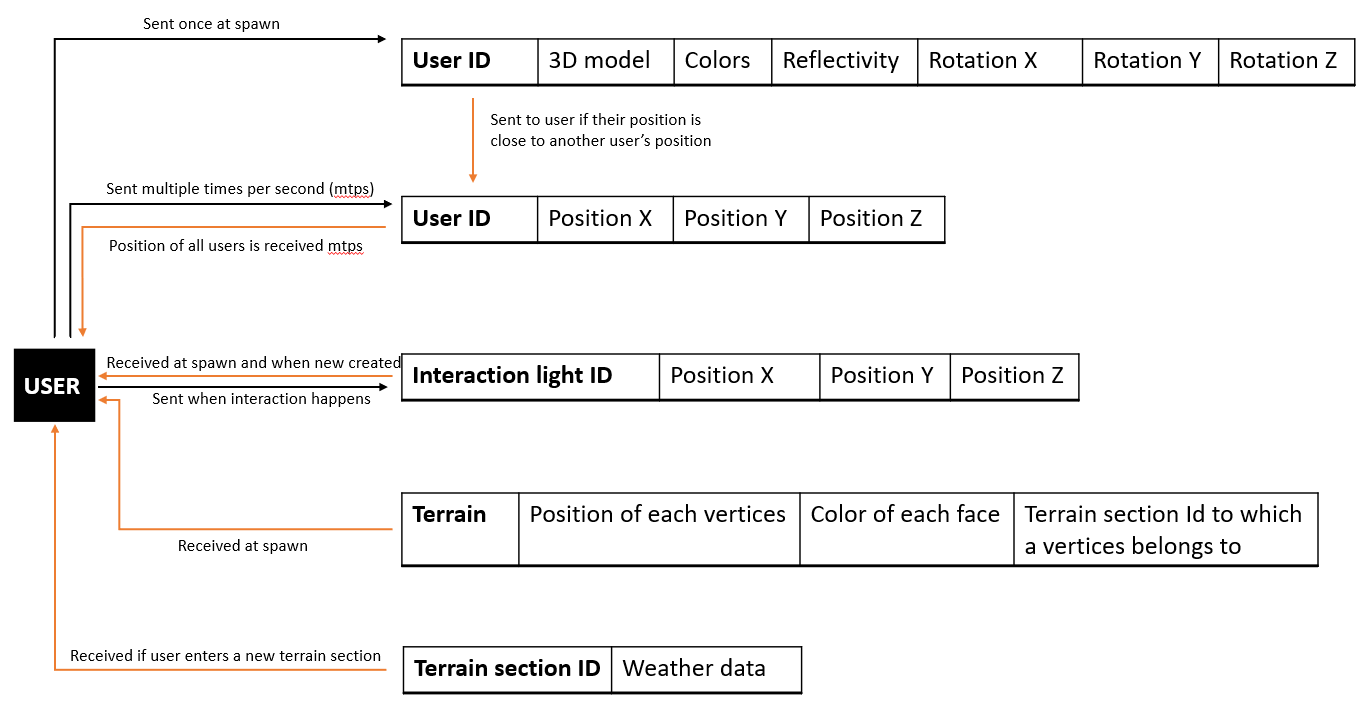 Sent once at spawn
User ID 3D model Colors Reflectivity Rotation X Rotation Y Rotation Z
Sent to user if their position is
close to another user’s position
Sent multiple times per second (mtps)
User ID Position X Position Y Position Z
Position of all users is received mtps
USER
Received at spawn and when new created
Interaction light ID Position X Position Y Position Z
Sent when interaction happens
Terrain Position of each vertices Color of each face Terrain section Id to which
a vertices belongs to
Received at spawn
Received if user enters a new terrain section
Terrain section ID Weather data